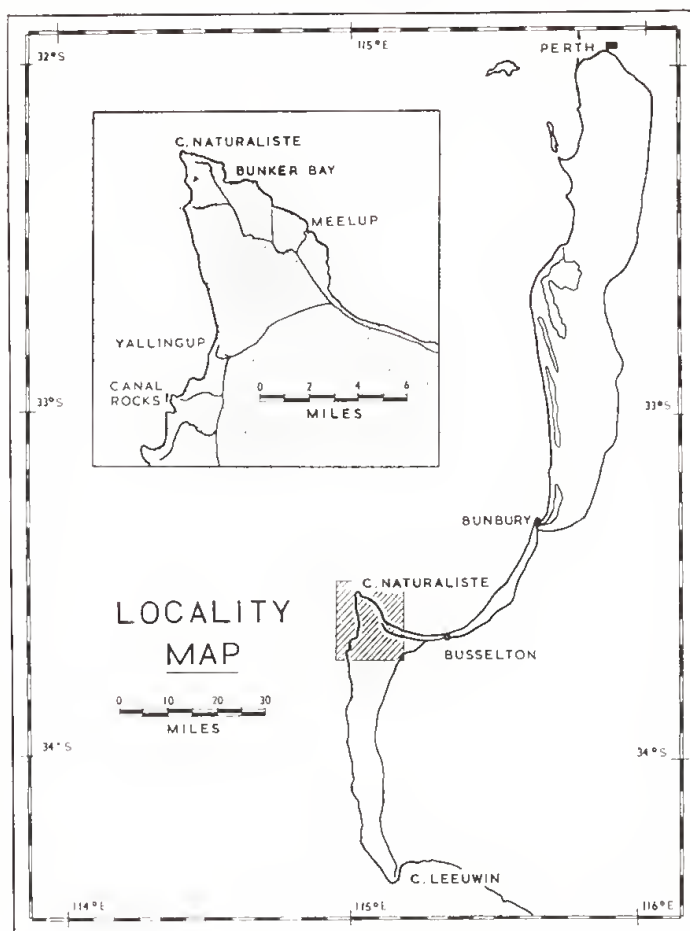 32°S
115°E
PERTH
C. NATURALISTE
BUNKER BAY
MEELUP
YALLINGUP
CANAL
ROCKS
0 2 4 6
MILES
33°S
33°S
BUNBURY
C. NATURALISTE
LOCALITY
MAP
BUSSELTON
0 10 20 30
MILES
34°S
34°S
C. LEEUWIN
114°E
115°E
116°E